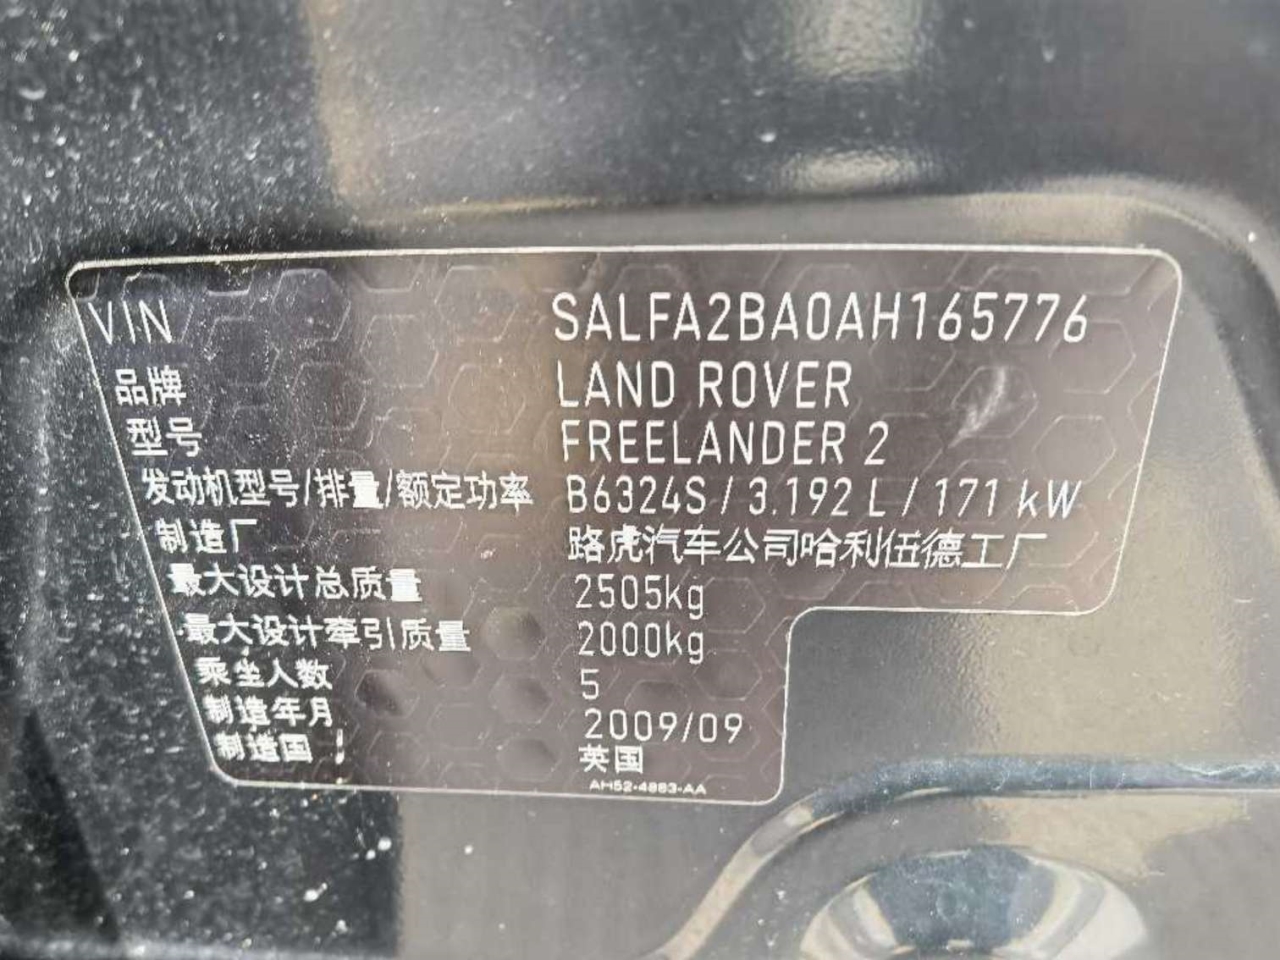 VIN SALFA2BA0AH165776
品牌 LAND ROVER
型号 FREELANDER 2
发动机型号/排量/额定功率 B6324S / 3.192 L / 171 kW
制造厂 路虎汽车公司哈利伍德工厂
最大设计总质量 2505kg
最大设计牵引质量 2000kg
乘坐人数 5
制造年月 2009/09
制造国 英国
AH52-4863-AA